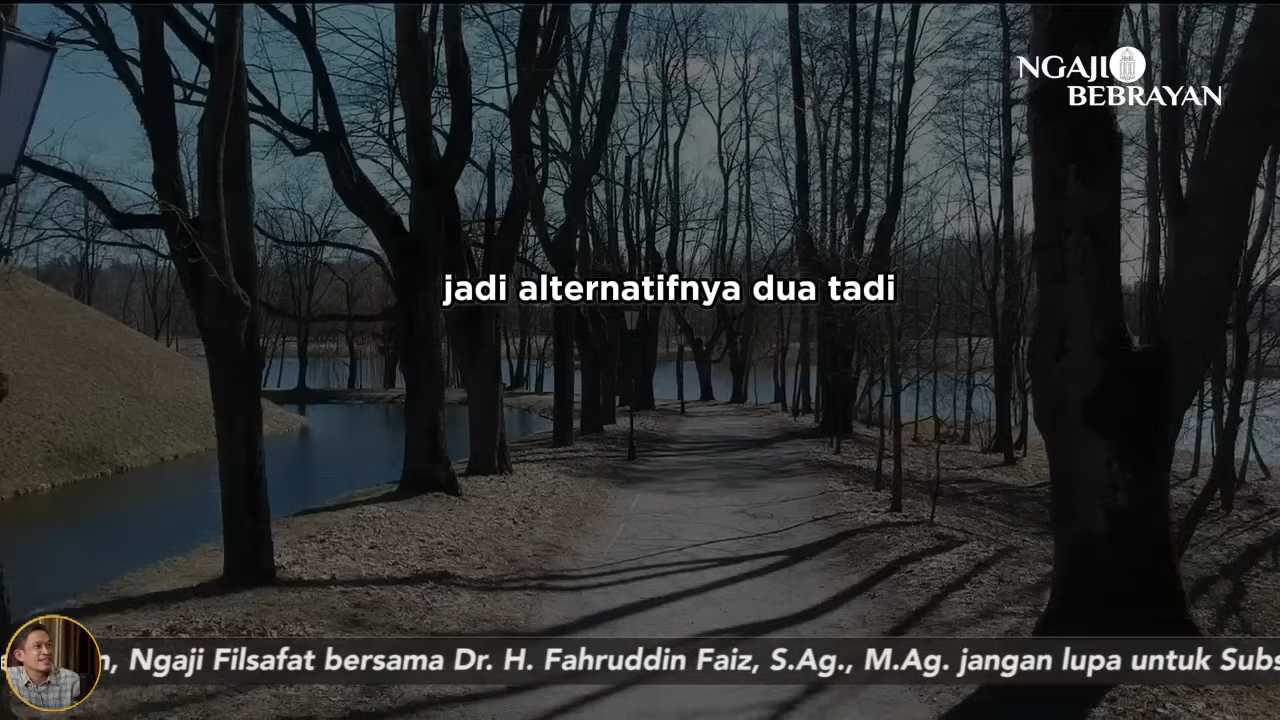 NGAJI
BEBRAYAN
jadi alternatifnya dua tadi
n, Ngaji Filsafat bersama Dr. H. Fahruddin Faiz, S.Ag., M.Ag. jangan lupa untuk Subs